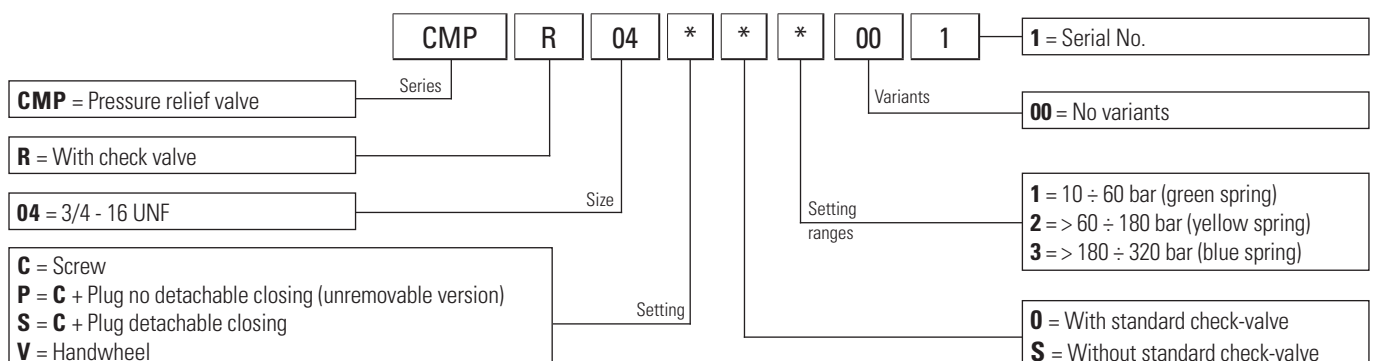 CMP R 04 * * * 00 1
1 = Serial No.
Series
CMP = Pressure relief valve
Variants
00 = No variants
R = With check valve
Size
04 = 3/4 - 16 UNF
Setting
ranges
1 = 10 ÷ 60 bar (green spring)
2 = > 60 ÷ 180 bar (yellow spring)
3 = > 180 ÷ 320 bar (blue spring)
Setting
C = Screw
P = C + Plug no detachable closing (unremovable version)
S = C + Plug detachable closing
V = Handwheel
0 = With standard check-valve
S = Without standard check-valve